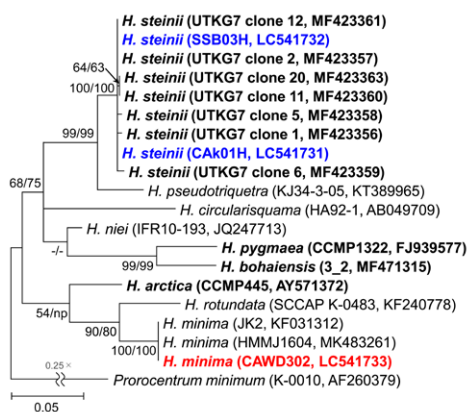 H. steinii (UTKG7 clone 12, MF423361)
H. steinii (SSB03H, LC541732)
H. steinii (UTKG7 clone 2, MF423357)
64/63
H. steinii (UTKG7 clone 20, MF423363)
100/100
H. steinii (UTKG7 clone 11, MF423360)
H. steinii (UTKG7 clone 5, MF423358)
99/99
H. steinii (UTKG7 clone 1, MF423356)
H. steinii (CAk01H, LC541731)
H. steinii (UTKG7 clone 6, MF423359)
68/75
H. pseudotriquetra (KJ34-3-05, KT389965)
H. circularisquama (HA92-1, AB049709)
H. niei (IFR10-193, JQ247713)
-/-
H. pygmaea (CCMP1322, FJ939577)
99/99
H. bohaiensis (3_2, MF471315)
H. arctica (CCMP445, AY571372)
54/np
H. rotundata (SCCAP K-0483, KF240778)
90/80
H. minima (JK2, KF031312)
H. minima (HMMJ1604, MK483261)
100/100
H. minima (CAWD302, LC541733)
0.25 ×
Prorocentrum minimum (K-0010, AF260379)
0.05